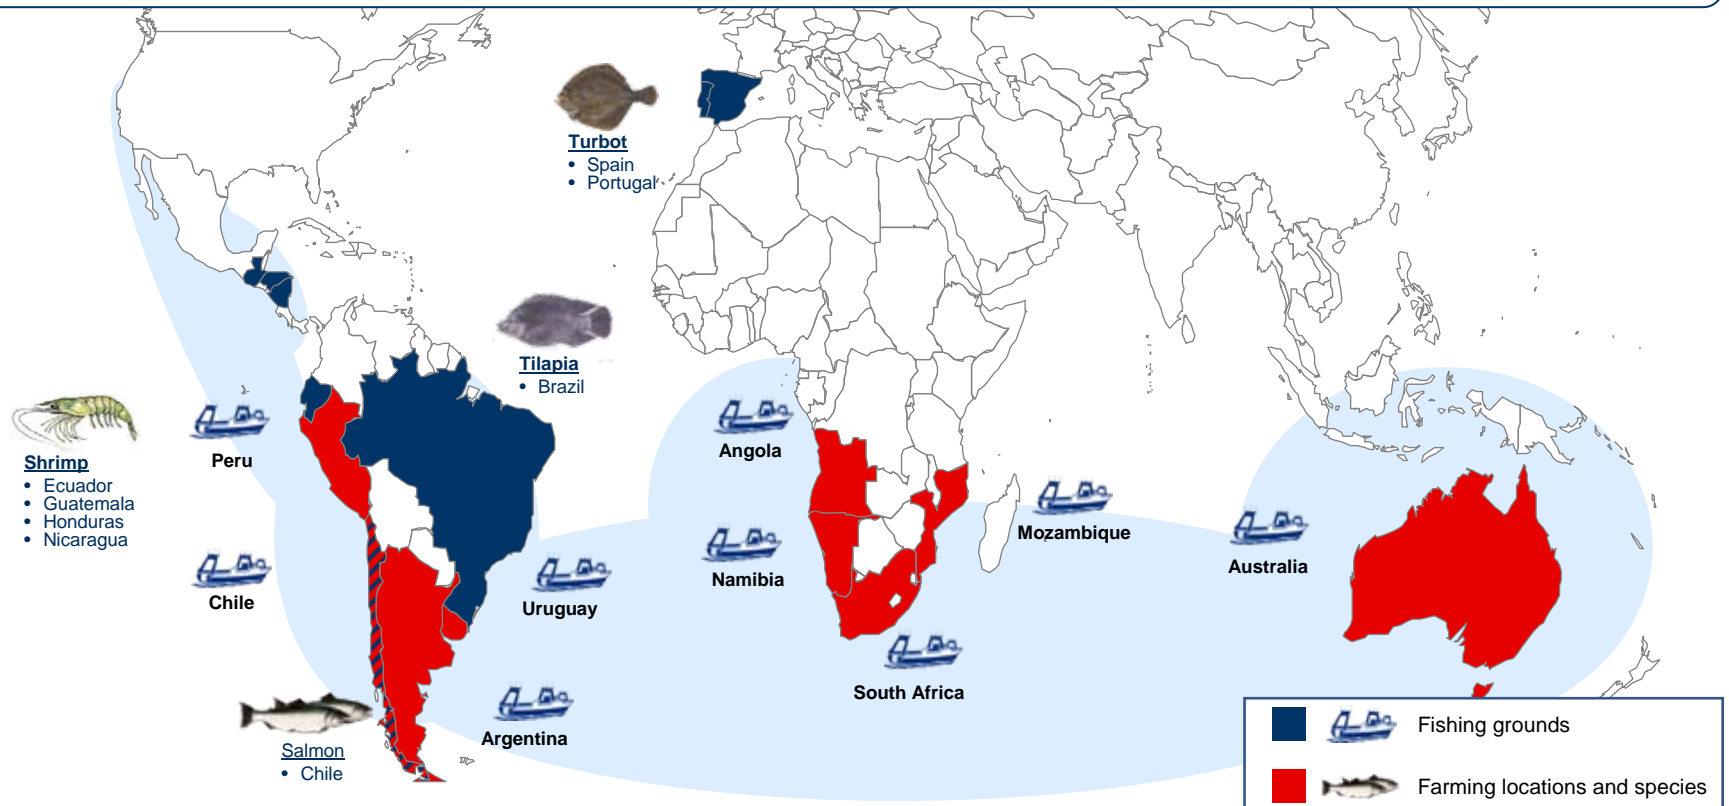 Turbot
• Spain
• Portugal
Tilapia
• Brazil
Shrimp
• Ecuador
• Guatemala
• Honduras
• Nicaragua
Peru
Angola
Mozambique
Australia
Namibia
Chile
Uruguay
South Africa
Argentina
Salmon
• Chile
Fishing grounds
Farming locations and species